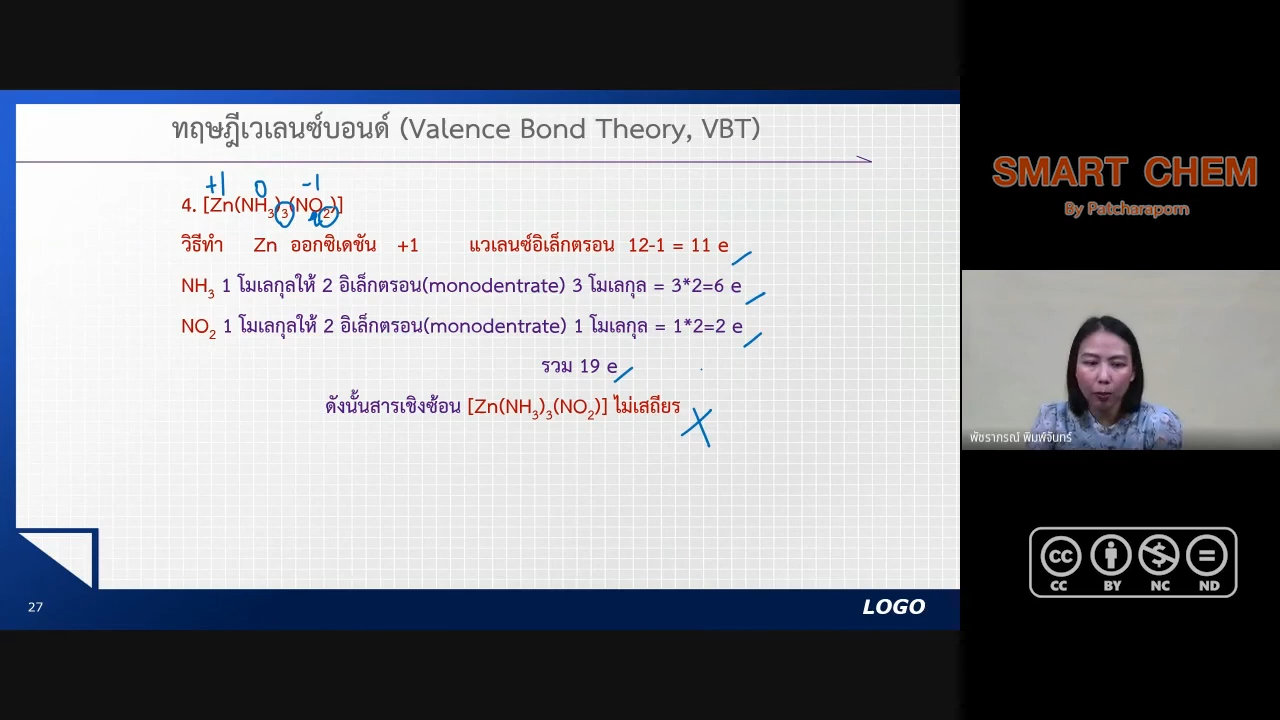 ทฤษฎีเวเลนซ์บอนด์ (Valence Bond Theory, VBT)
+1 0 -1
4. [Zn(NH3)3(NO2)]
วิธีทำ Zn ออกซิเดชัน +1 แวเลนซ์อิเล็กตรอน 12-1 = 11 e
NH3 1 โมเลกุลให้ 2 อิเล็กตรอน(monodentrate) 3 โมเลกุล = 3*2=6 e
NO2 1 โมเลกุลให้ 2 อิเล็กตรอน(monodentrate) 1 โมเลกุล = 1*2=2 e
รวม 19 e
ดังนั้นสารเชิงซ้อน [Zn(NH3)3(NO2)] ไม่เสถียร
27
LOGO
SMART CHEM
By Patcharaporn
พัชราภรณ์ พิมพ์จันทร์
CC
CC BY NC ND